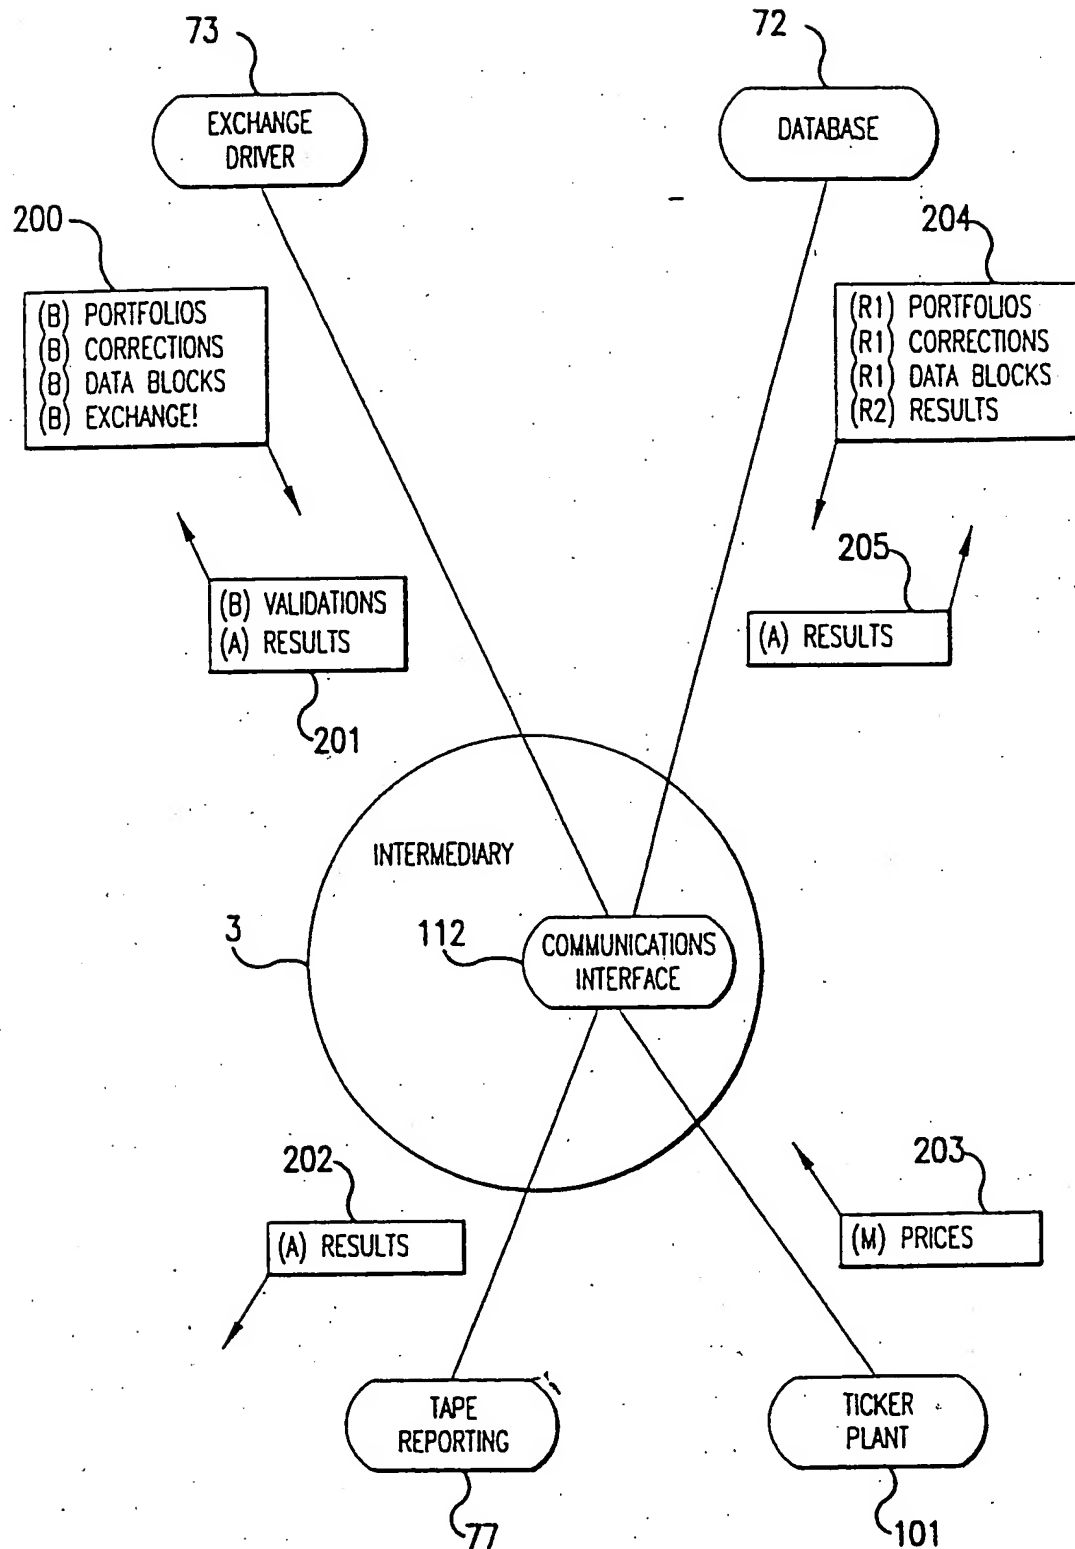 73
72
EXCHANGE
DRIVER
DATABASE
200
204
(B) PORTFOLIOS
(B) CORRECTIONS
(B) DATA BLOCKS
(B) EXCHANGE!
(R1) PORTFOLIOS
(R1) CORRECTIONS
(R1) DATA BLOCKS
(R2) RESULTS
205
(B) VALIDATIONS
(A) RESULTS
(A) RESULTS
201
INTERMEDIARY
3
112
COMMUNICATIONS
INTERFACE
202
203
(A) RESULTS
(M) PRICES
TAPE
REPORTING
TICKER
PLANT
77
101